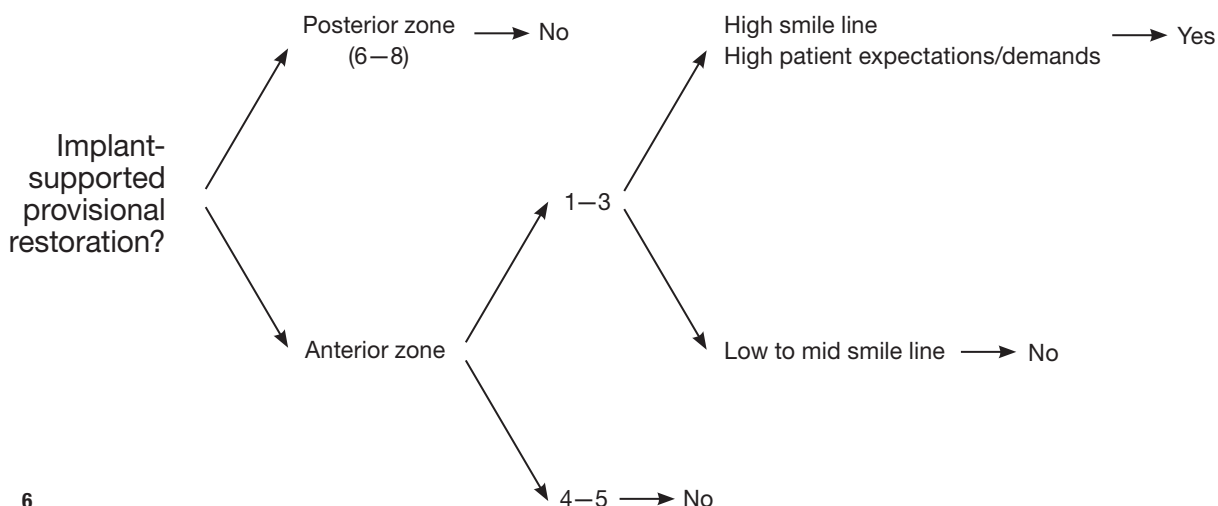 Implant-
supported
provisional
restoration?
Posterior zone
(6—8)
No
Anterior zone
1—3
High smile line
High patient expectations/demands
Yes
Low to mid smile line
No
4—5
No
6